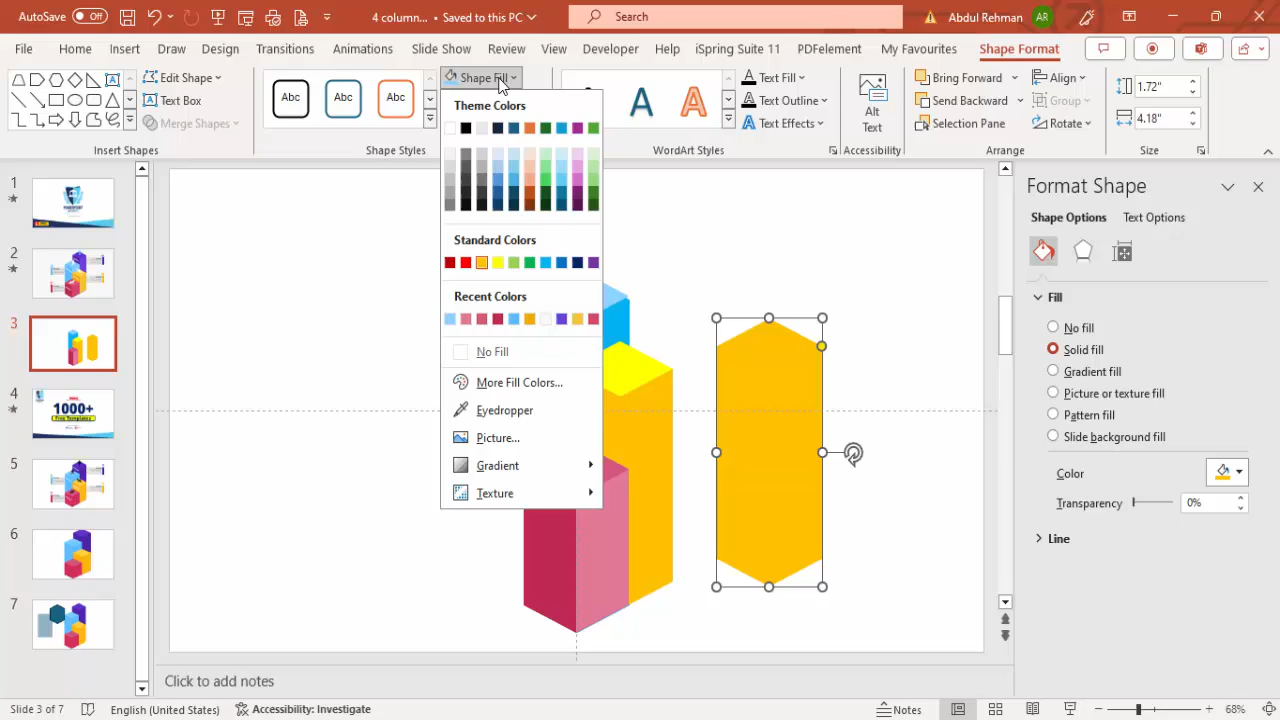 AutoSave Off 4 column... • Saved to this PC Search Abdul Rehman AR
File Home Insert Draw Design Transitions Animations Slide Show Review View Developer Help iSpring Suite 11 PDFelement My Favourites Shape Format
Edit Shape Shape Fill Text Fill Bring Forward Align 1.72"
Abc Abc Abc A A
Text Box Text Outline Alt Text Send Backward Group
Merge Shapes Text Effects Selection Pane Rotate 4.18"
Insert Shapes Shape Styles WordArt Styles Accessibility Arrange Size
Theme Colors
Standard Colors
Recent Colors
No Fill
More Fill Colors...
Eyedropper
Picture...
Gradient
Texture
1
2
3
4
1000+
5
6
7
Format Shape
Shape Options Text Options
Fill
No fill
Solid fill
Gradient fill
Picture or texture fill
Pattern fill
Slide background fill
Color
Transparency 0%
Line
Click to add notes
Slide 3 of 7 English (United States) Accessibility: Investigate Notes 68%